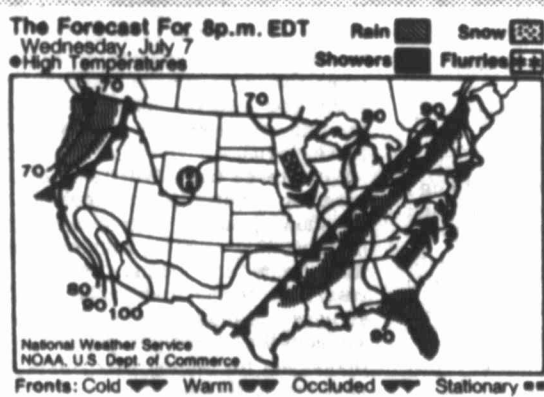 The Forecast For 8p.m. EDT
Wednesday, July 7
High Temperatures
Rain Snow
Showers Flurries
70
70
80
90
70
80
90
100
90
National Weather Service
NOAA, U.S. Dept. of Commerce
Fronts: Cold Warm Occluded Stationary